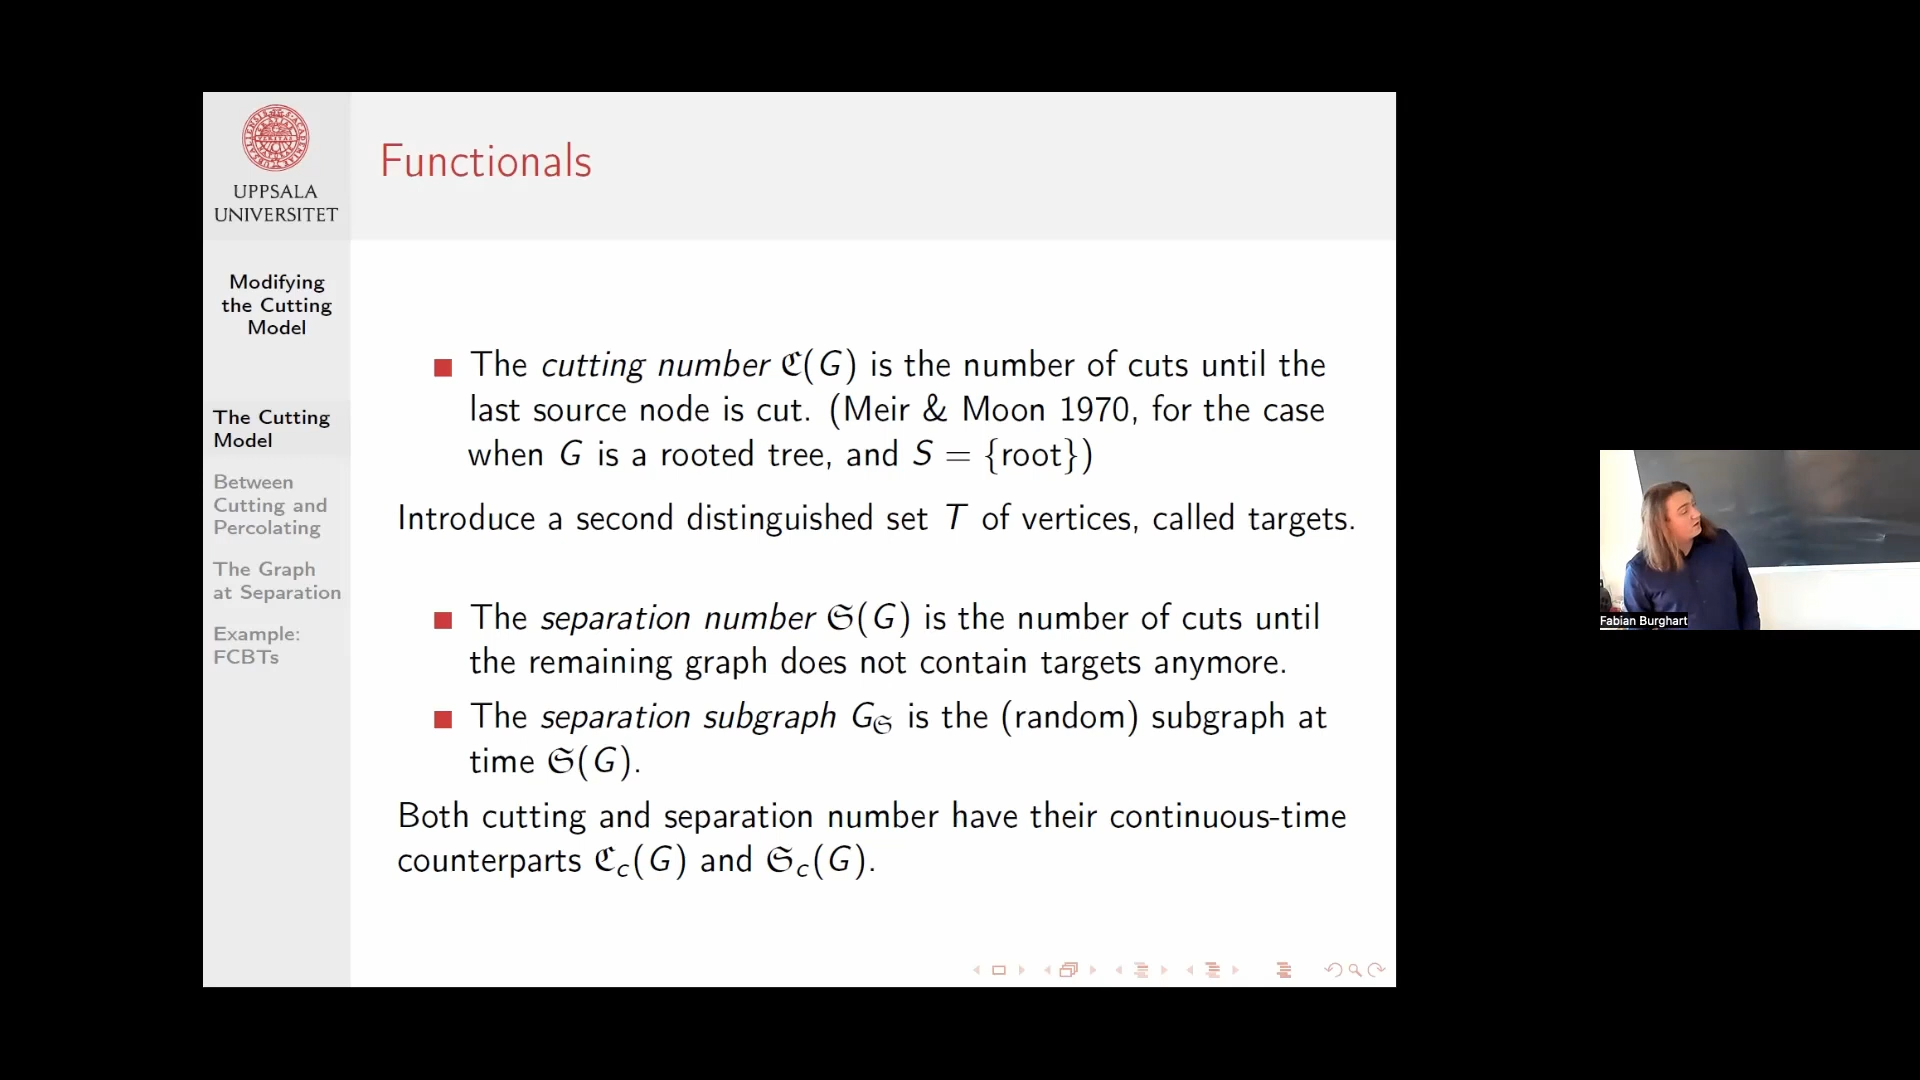 UPPSALA
UNIVERSITET
Modifying
the Cutting
Model
The Cutting
Model
Between
Cutting and
Percolating
The Graph
at Separation
Example:
FCBTs
Functionals
The cutting number ℭ(G) is the number of cuts until the
last source node is cut. (Meir & Moon 1970, for the case
when G is a rooted tree, and S = {root})
Introduce a second distinguished set T of vertices, called targets.
The separation number 𝔖(G) is the number of cuts until
the remaining graph does not contain targets anymore.
The separation subgraph G_𝔖 is the (random) subgraph at
time 𝔖(G).
Both cutting and separation number have their continuous-time
counterparts ℭ_c(G) and 𝔖_c(G).
Fabian Burghart